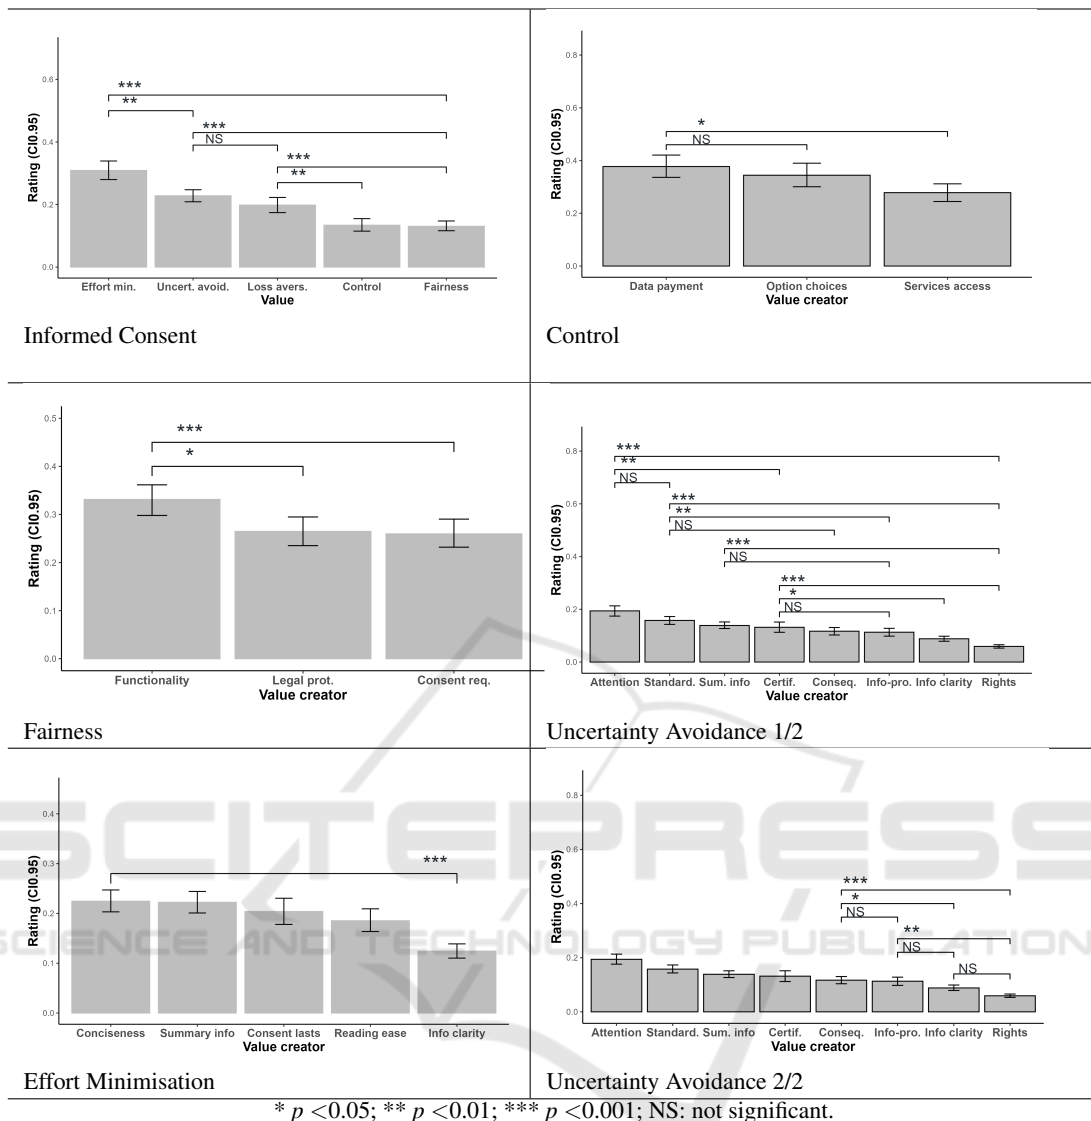 0.6
0.4
0.2
0.0
Rating (CI0.95)
***
**
***
NS
***
**
Effort min. Uncert. avoid. Loss avers. Control Fairness
Value
Informed Consent
0.8
0.6
0.4
0.2
0.0
Rating (CI0.95)
*
NS
Data payment Option choices Services access
Value creator
Control
0.5
0.4
0.3
0.2
0.1
0.0
Rating (CI0.95)
***
*
Functionality Legal prot. Consent req.
Value creator
Fairness
0.8
0.6
0.4
0.2
0.0
Rating (CI0.95)
***
**
NS
***
**
NS
***
NS
***
*
NS
Attention Standard. Sum. info Certif. Conseq. Info-pro. Info clarity Rights
Value creator
Uncertainty Avoidance 1/2
0.4
0.3
0.2
0.1
0.0
Rating (CI0.95)
***
Conciseness Summary info Consent lasts Reading ease Info clarity
Value creator
Effort Minimisation
0.8
0.6
0.4
0.2
0.0
Rating (CI0.95)
***
*
NS
**
NS
NS
Attention Standard. Sum. info Certif. Conseq. Info-pro. Info clarity Rights
Value creator
Uncertainty Avoidance 2/2
* p <0.05; ** p <0.01; *** p <0.001; NS: not significant.
SCITEPRESS
SCIENCE AND TECHNOLOGY PUBLICATIONS